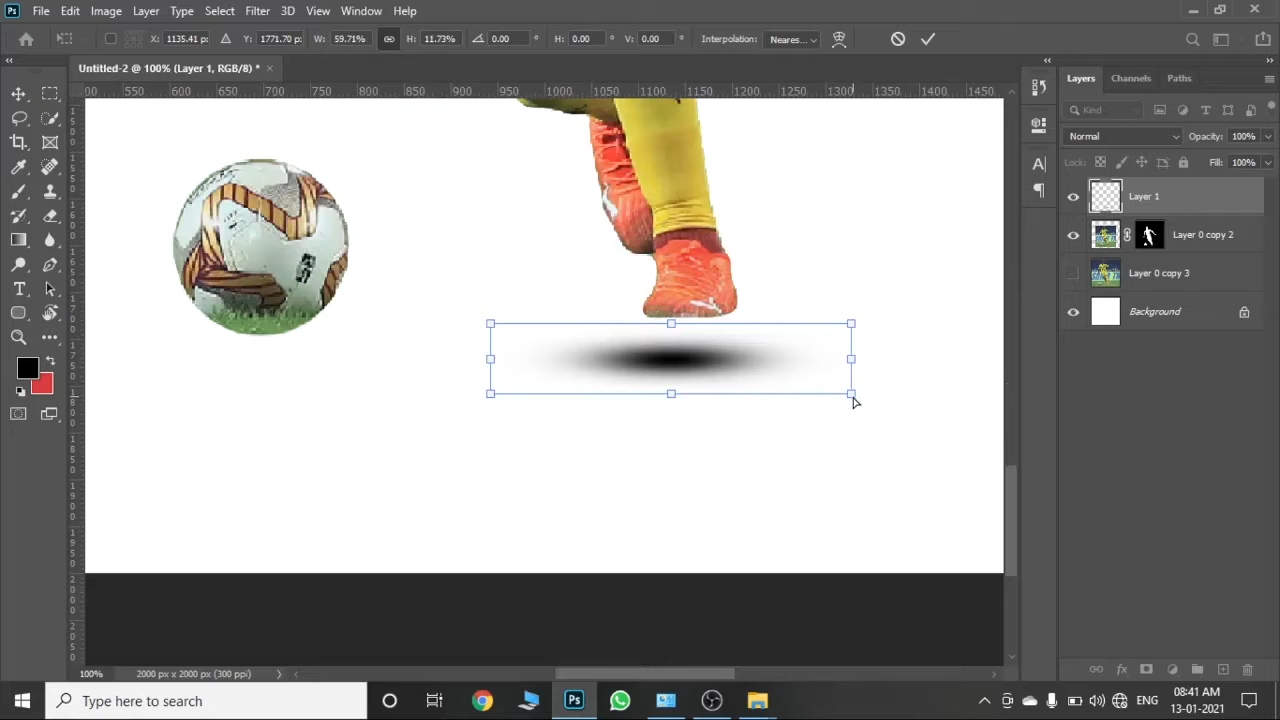 Ps File Edit Image Layer Type Select Filter 3D View Window Help
X: 1135.41 p: Y: 1771.70 p: W: 59.71% H: 11.73% 0.00 ° H: 0.00 ° V: 0.00 ° Interpolation: Neares...
Untitled-2 @ 100% (Layer 1, RGB/8) * ×
Layers Channels Paths
00 550 600 650 700 750 800 850 900 950 1000 1050 1100 1150 1200 1250 1300 1350 1400 1450
Kind
Normal Opacity: 100%
Lock: Fill: 100%
Layer 1
Layer 0 copy 2
Layer 0 copy 3
Background
100% 2000 px x 2000 px (300 ppi)
Type here to search
Ps
ENG
08:41 AM
13-01-2021